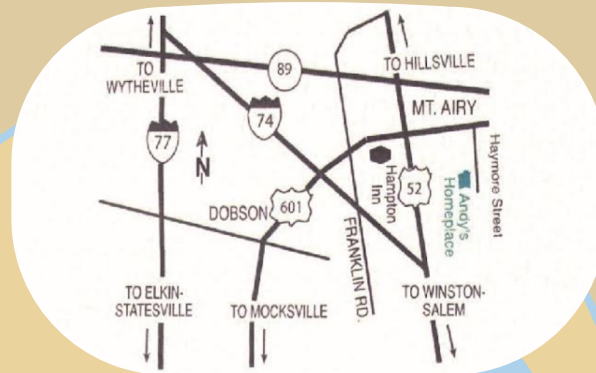 TO
WYTHEVILLE
89
TO HILLSVILLE
MT. AIRY
77
74
N
Haymore Street
Hampton
Inn
52
Andy's
Homeplace
DOBSON
601
FRANKLIN RD.
TO ELKIN-
STATESVILLE
TO MOCKSVILLE
TO WINSTON-
SALEM